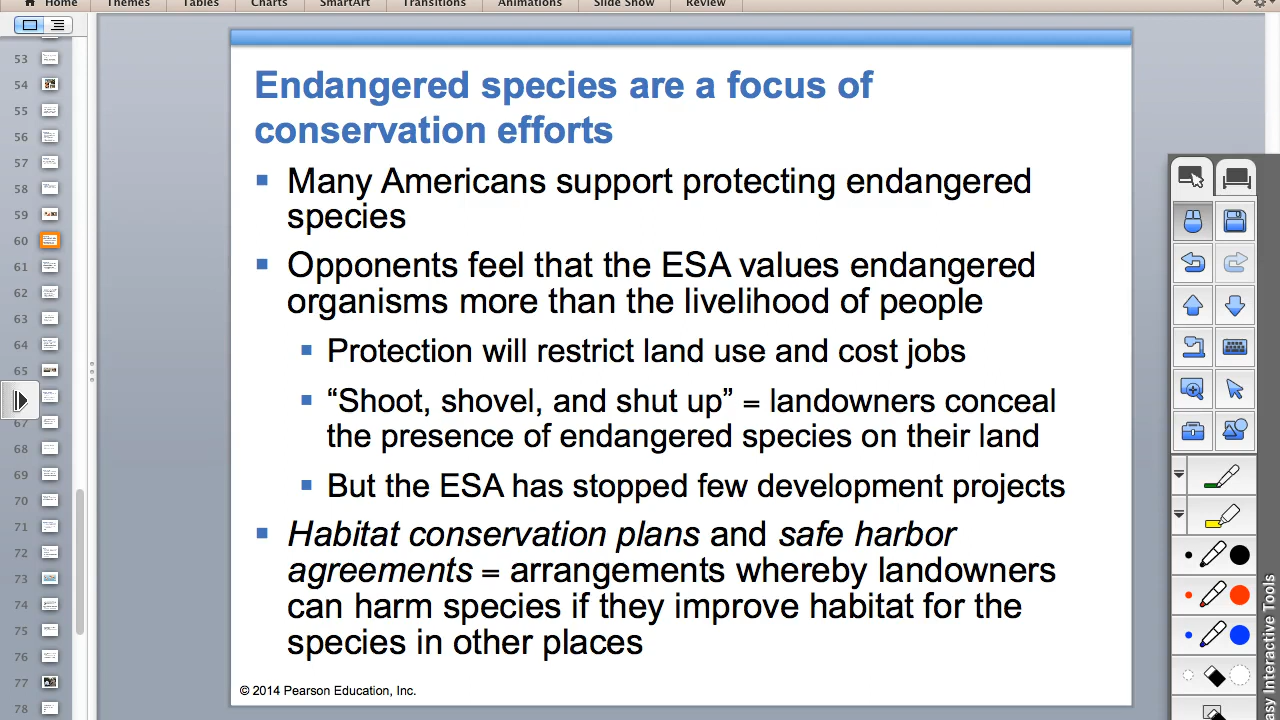 Home Themes Tables Charts SmartArt Transitions Animations Slide Show Review
53
54
55
56
57
58
59
60
61
62
63
64
65
67
68
69
70
71
72
73
74
75
76
77
78
Endangered species are a focus of
conservation efforts
Many Americans support protecting endangered
species
Opponents feel that the ESA values endangered
organisms more than the livelihood of people
Protection will restrict land use and cost jobs
“Shoot, shovel, and shut up” = landowners conceal
the presence of endangered species on their land
But the ESA has stopped few development projects
Habitat conservation plans and safe harbor
agreements = arrangements whereby landowners
can harm species if they improve habitat for the
species in other places
© 2014 Pearson Education, Inc.
Interactive Tools